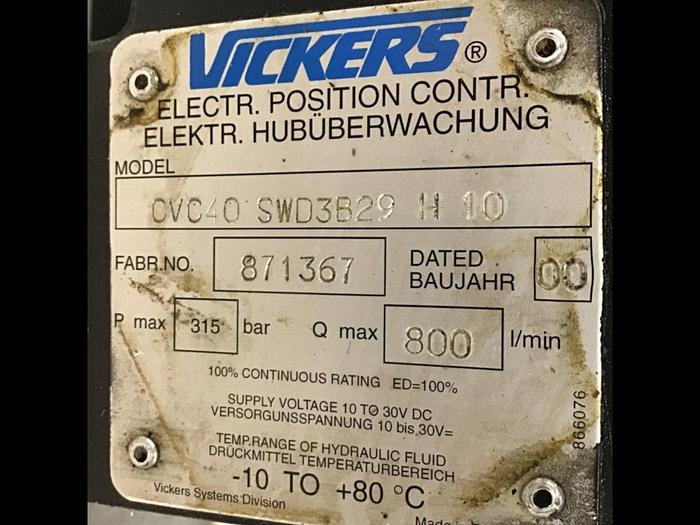 VICKERS®
ELECTR. POSITION CONTR.
ELEKTR. HUBÜBERWACHUNG
MODEL
CVC40 SWD3B29 H 10
FABR.NO. 871367 DATED BAUJAHR 00
P max 315 bar Q max 800 l/min
100% CONTINUOUS RATING ED=100%
SUPPLY VOLTAGE 10 TO 30V DC
VERSORGUNSSPANNUNG 10 bis 30V=
TEMP.RANGE OF HYDRAULIC FLUID
DRÜCKMITTEL TEMPERATURBEREICH
-10 TO +80 °C
Vickers Systems Division
Made
866076